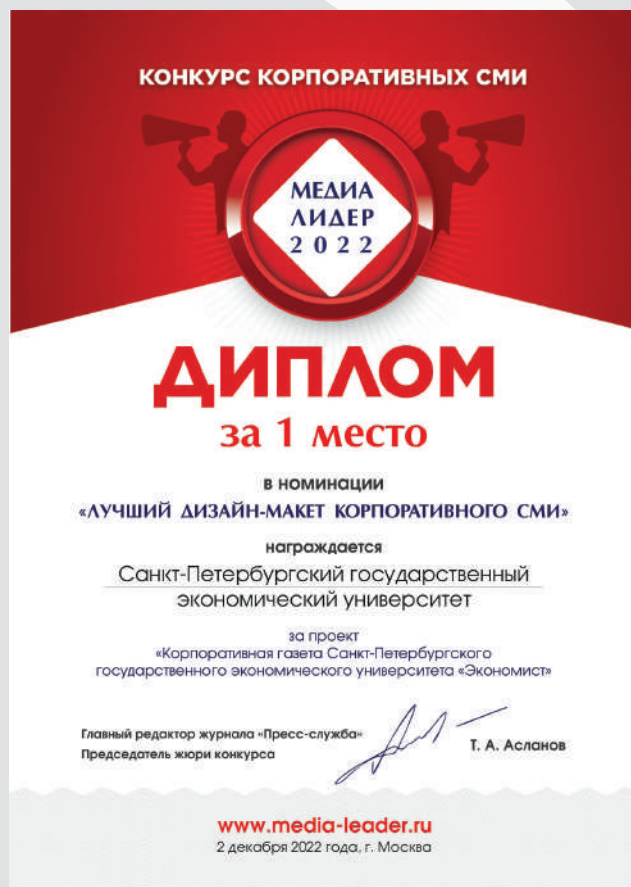 КОНКУРС КОРПОРАТИВНЫХ СМИ
МЕДИА
ЛИДЕР
2022
ДИПЛОМ
за 1 место
в номинации
«ЛУЧШИЙ ДИЗАЙН-МАКЕТ КОРПОРАТИВНОГО СМИ»
награждается
Санкт-Петербургский государственный
экономический университет
за проект
«Корпоративная газета Санкт-Петербургского
государственного экономического университета «Экономист»
Главный редактор журнала «Пресс-служба»
Председатель жюри конкурса
Т. А. Асланов
www.media-leader.ru
2 декабря 2022 года, г. Москва